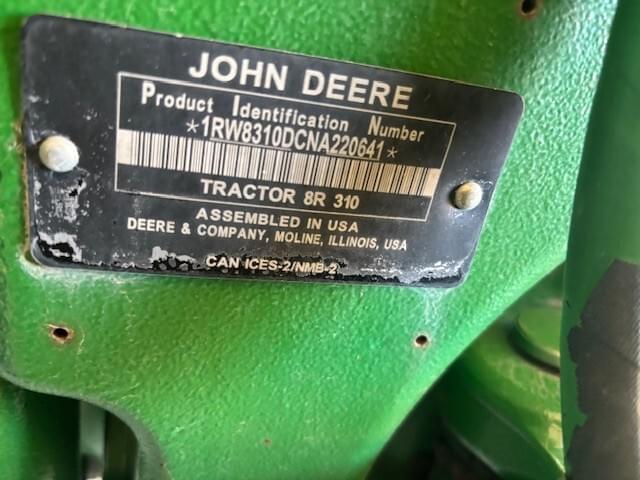 JOHN DEERE
Product Identification Number
*1RW8310DCNA220641*
TRACTOR 8R 310
ASSEMBLED IN USA
DEERE & COMPANY, MOLINE, ILLINOIS, USA
CAN ICES-2/NMB-2